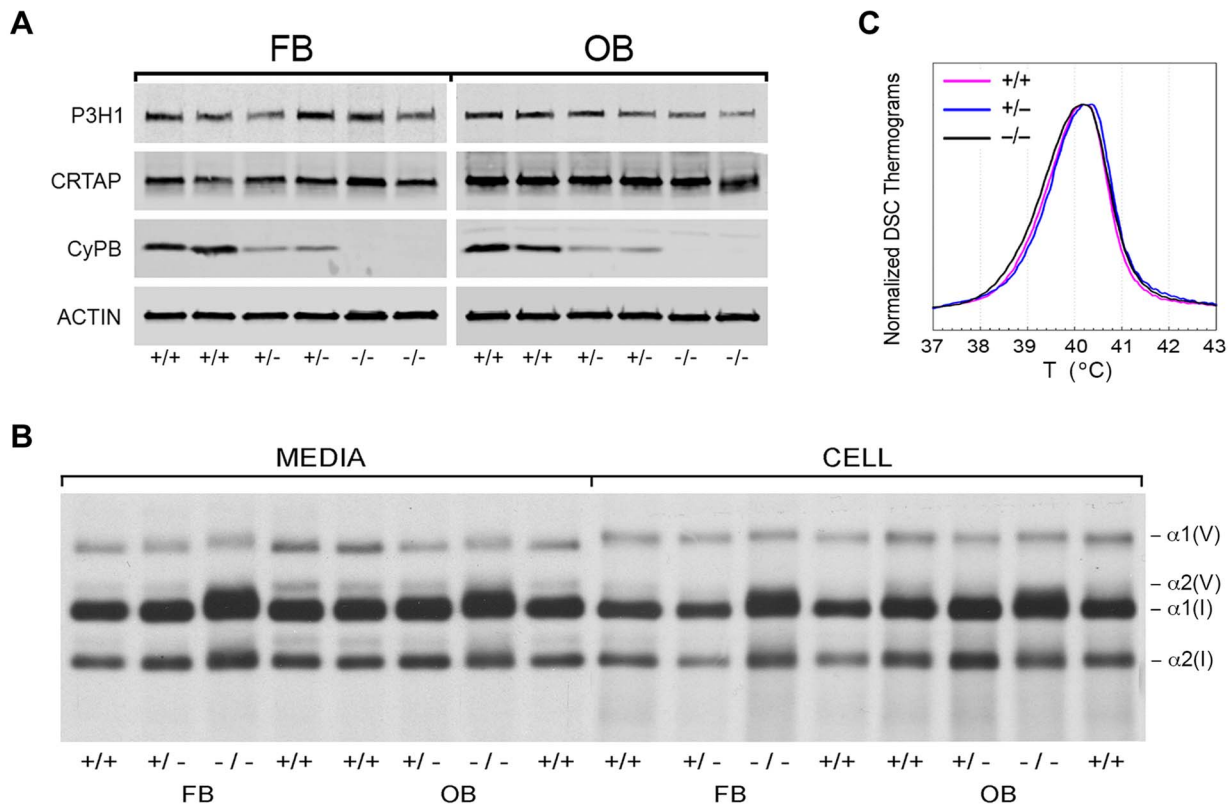 A
FB OB
P3H1
CRTAP
CyPB
ACTIN
+/+ +/+ +/- +/- -/- -/- +/+ +/+ +/- +/- -/- -/-
C
+/+
+/−
−/−
Normalized DSC Thermograms
37 38 39 40 41 42 43
T (°C)
B
MEDIA CELL
– α1(V)
– α2(V)
– α1(I)
– α2(I)
+/+ +/ - - / - +/+ +/+ +/ - - / - +/+ +/+ +/ - - / - +/+ +/+ +/ - - / - +/+
FB OB FB OB